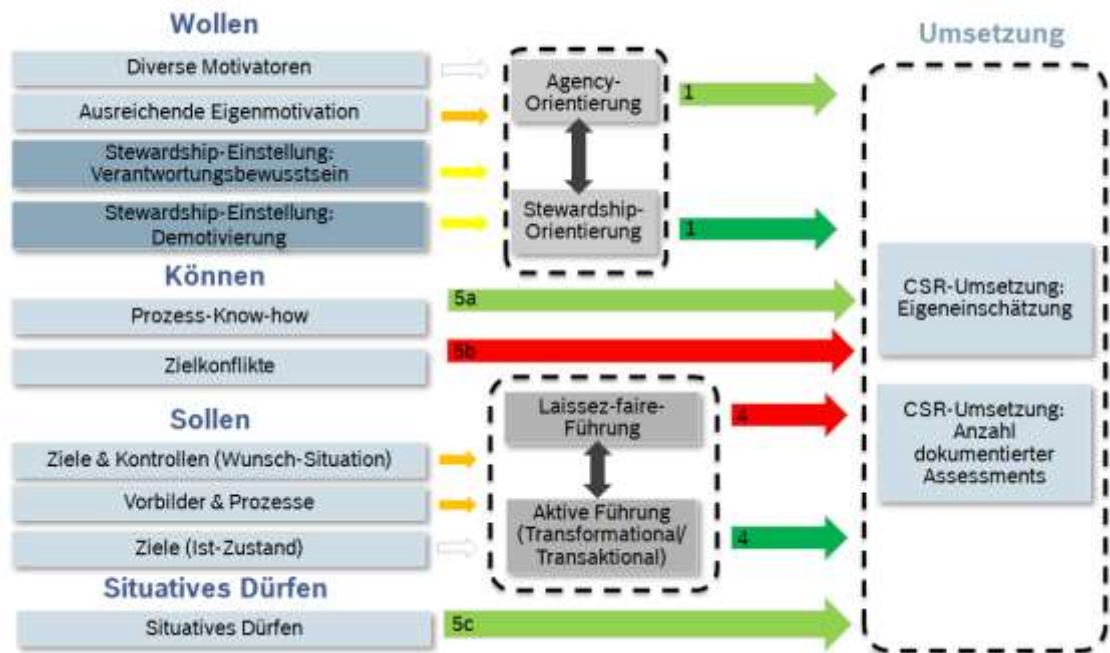 Wollen
Umsetzung
Diverse Motivatoren
Ausreichende Eigenmotivation
Stewardship-Einstellung:
Verantwortungsbewusstsein
Stewardship-Einstellung:
Demotivierung
Agency-
Orientierung
Stewardship-
Orientierung
1
1
Können
Prozess-Know-how
5a
Zielkonflikte
5b
CSR-Umsetzung:
Eigeneinschätzung
CSR-Umsetzung:
Anzahl
dokumentierter
Assessments
Sollen
Ziele & Kontrollen (Wunsch-Situation)
Vorbilder & Prozesse
Ziele (Ist-Zustand)
Laissez-faire-
Führung
Aktive Führung
(Transformational/
Transaktional)
4
4
Situatives Dürfen
Situatives Dürfen
5c